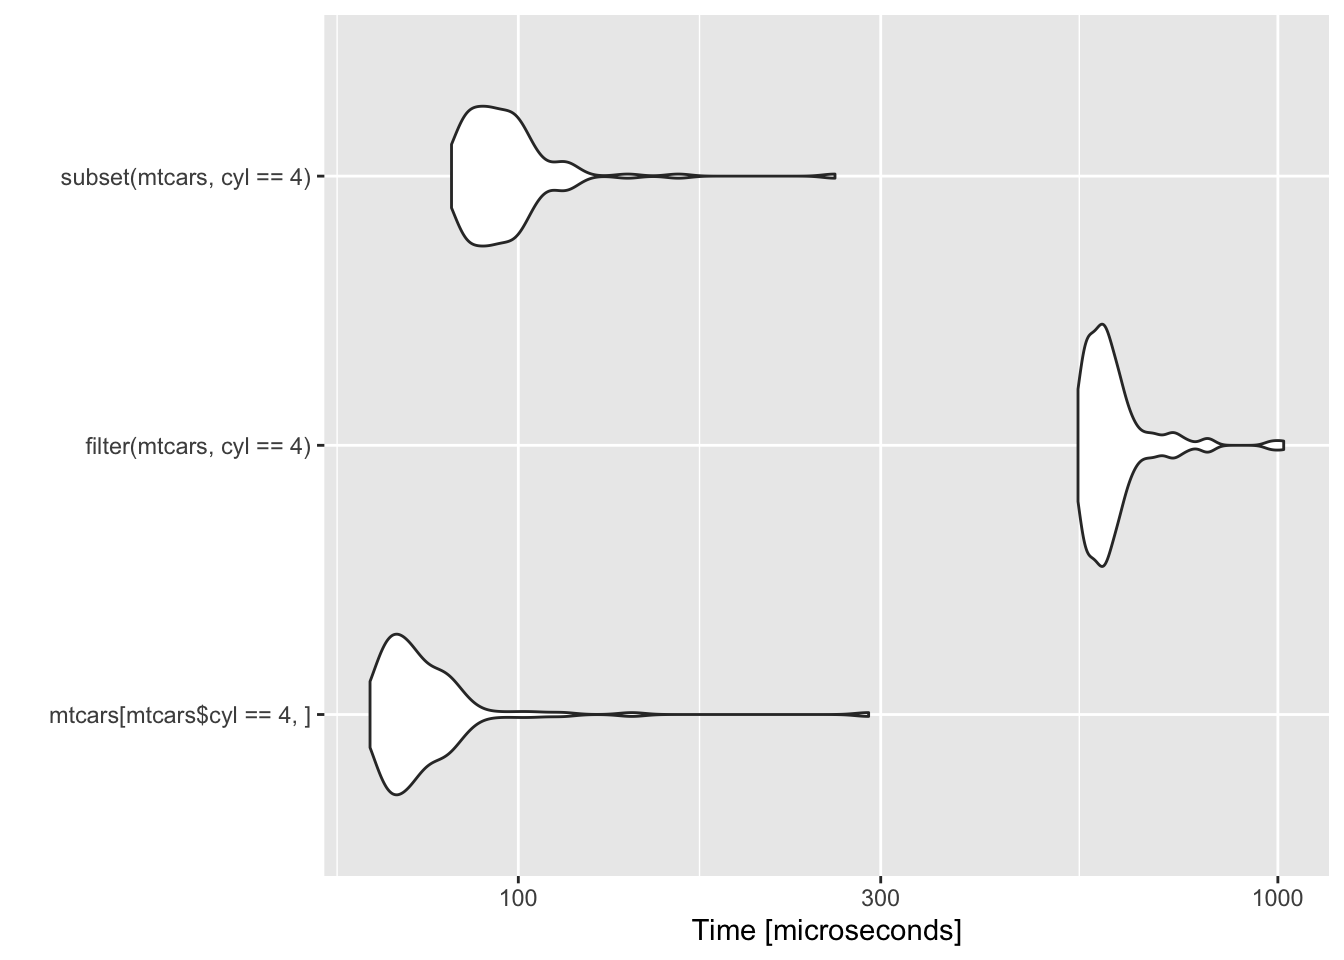 subset(mtcars, cyl == 4)
filter(mtcars, cyl == 4)
mtcars[mtcars$cyl == 4, ]
100 300 1000
Time [microseconds]